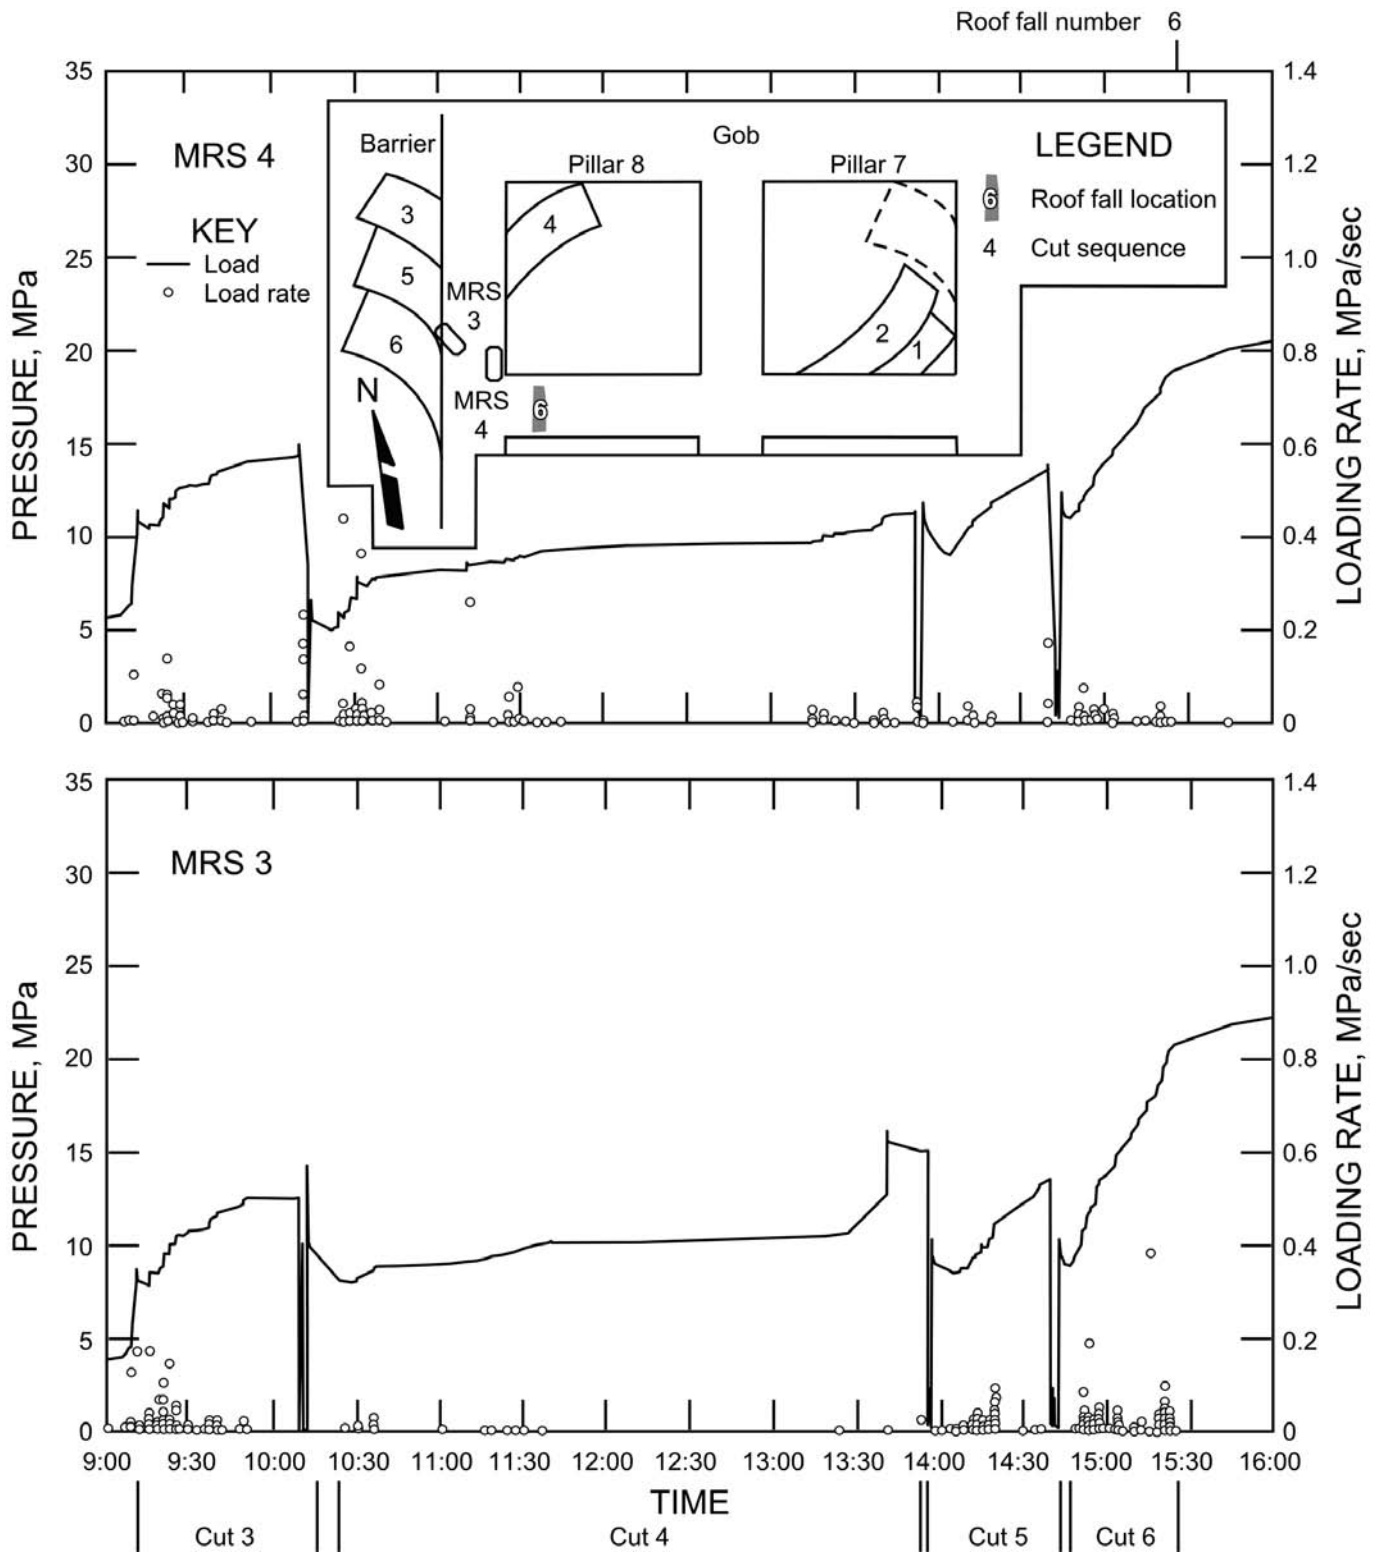 Roof fall number 6
35 1.4
MRS 4
KEY
Load
Load rate
Barrier
Gob
LEGEND
Pillar 8
Pillar 7
6 Roof fall location
4 Cut sequence
30 1.2
25 1.0
20 0.8
15 0.6
10 0.4
5 0.2
0 0
3
5
6
4
2
1
MRS
3
MRS
4
6
N
PRESSURE, MPa
LOADING RATE, MPa/sec
35 1.4
MRS 3
30 1.2
25 1.0
20 0.8
15 0.6
10 0.4
5 0.2
0 0
PRESSURE, MPa
LOADING RATE, MPa/sec
9:00 9:30 10:00 10:30 11:00 11:30 12:00 12:30 13:00 13:30 14:00 14:30 15:00 15:30 16:00
TIME
Cut 3 Cut 4 Cut 5 Cut 6